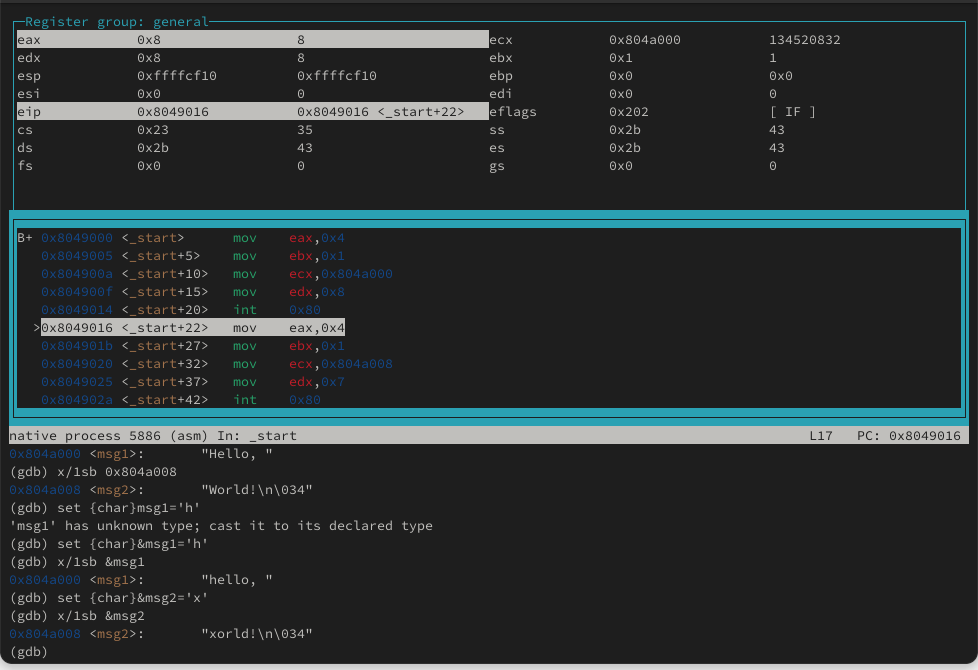 Register group: general
eax 0x8 8 ecx 0x804a000 134520832
edx 0x8 8 ebx 0x1 1
esp 0xffffcf10 0xffffcf10 ebp 0x0 0x0
esi 0x0 0 edi 0x0 0
eip 0x8049016 0x8049016 <_start+22> eflags 0x202 [ IF ]
cs 0x23 35 ss 0x2b 43
ds 0x2b 43 es 0x2b 43
fs 0x0 0 gs 0x0 0
B+ 0x8049000 <_start> mov eax,0x4
0x8049005 <_start+5> mov ebx,0x1
0x804900a <_start+10> mov ecx,0x804a000
0x804900f <_start+15> mov edx,0x8
0x8049014 <_start+20> int 0x80
>0x8049016 <_start+22> mov eax,0x4
0x804901b <_start+27> mov ebx,0x1
0x8049020 <_start+32> mov ecx,0x804a008
0x8049025 <_start+37> mov edx,0x7
0x804902a <_start+42> int 0x80
native process 5886 (asm) In: _start L17 PC: 0x8049016
0x804a000 <msg1>: "Hello, "
(gdb) x/1sb 0x804a008
0x804a008 <msg2>: "World!\n\034"
(gdb) set {char}msg1='h'
'msg1' has unknown type; cast it to its declared type
(gdb) set {char}&msg1='h'
(gdb) x/1sb &msg1
0x804a000 <msg1>: "hello, "
(gdb) set {char}&msg2='x'
(gdb) x/1sb &msg2
0x804a008 <msg2>: "xorld!\n\034"
(gdb)